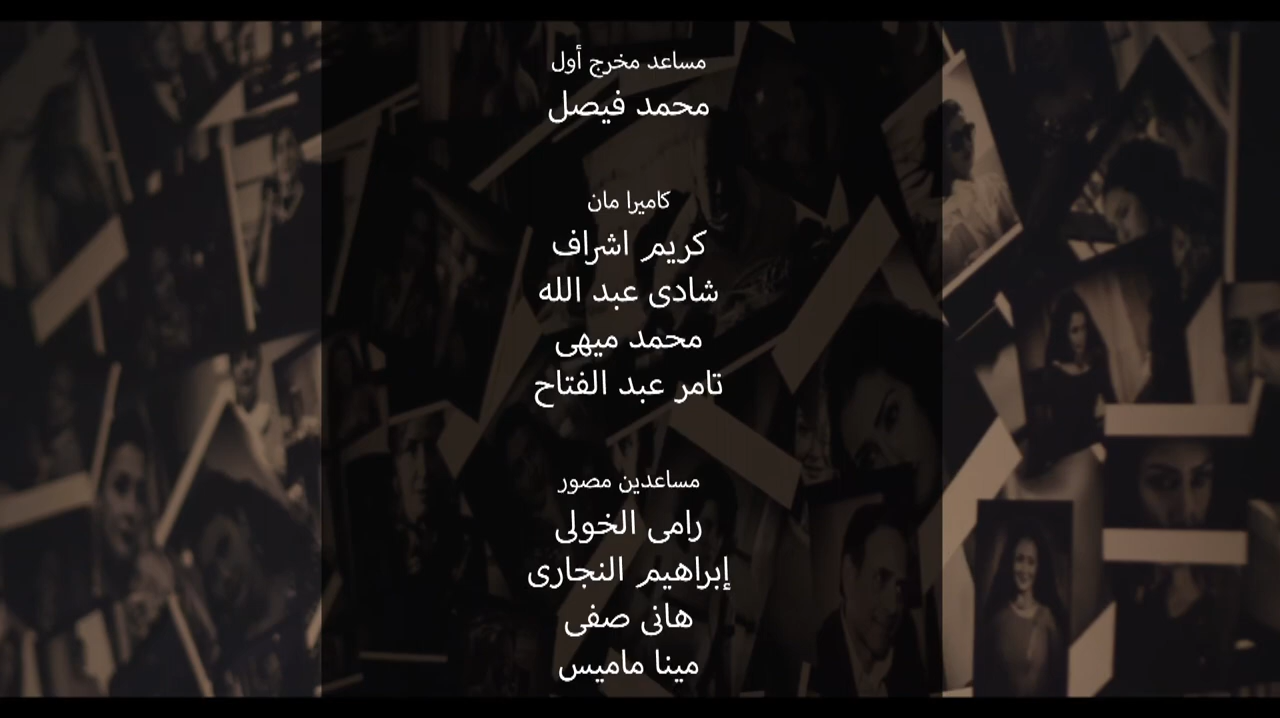 مساعد مخرج أول
محمد فيصل
كاميرا مان
كريم اشراف
شادى عبد الله
محمد ميهى
تامر عبد الفتاح
مساعدين مصور
رامى الخولى
إبراهيم النجارى
هانى صفى
مينا ماميس